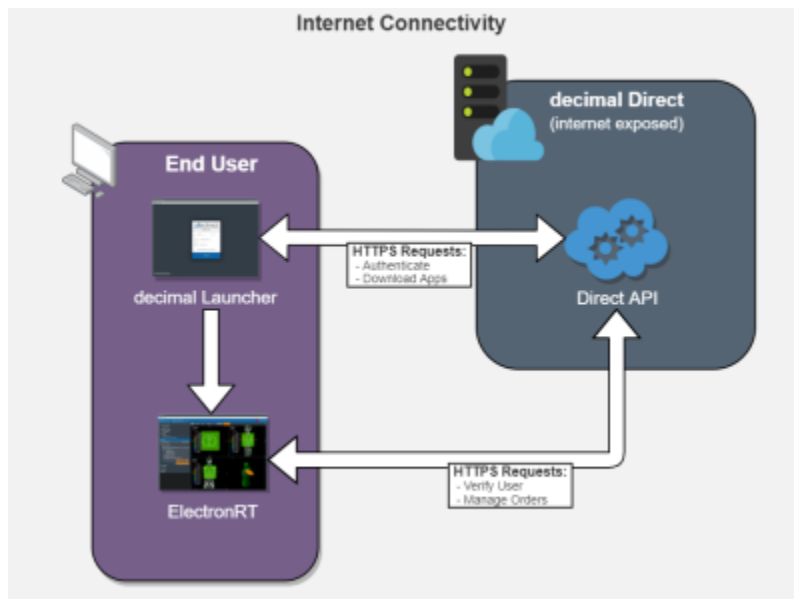 Internet Connectivity
decimal Direct
(internet exposed)
End User
HTTPS Requests:
- Authenticate
- Download Apps
decimal Launcher
Direct API
HTTPS Requests:
- Verify User
- Manage Orders
ElectronRT